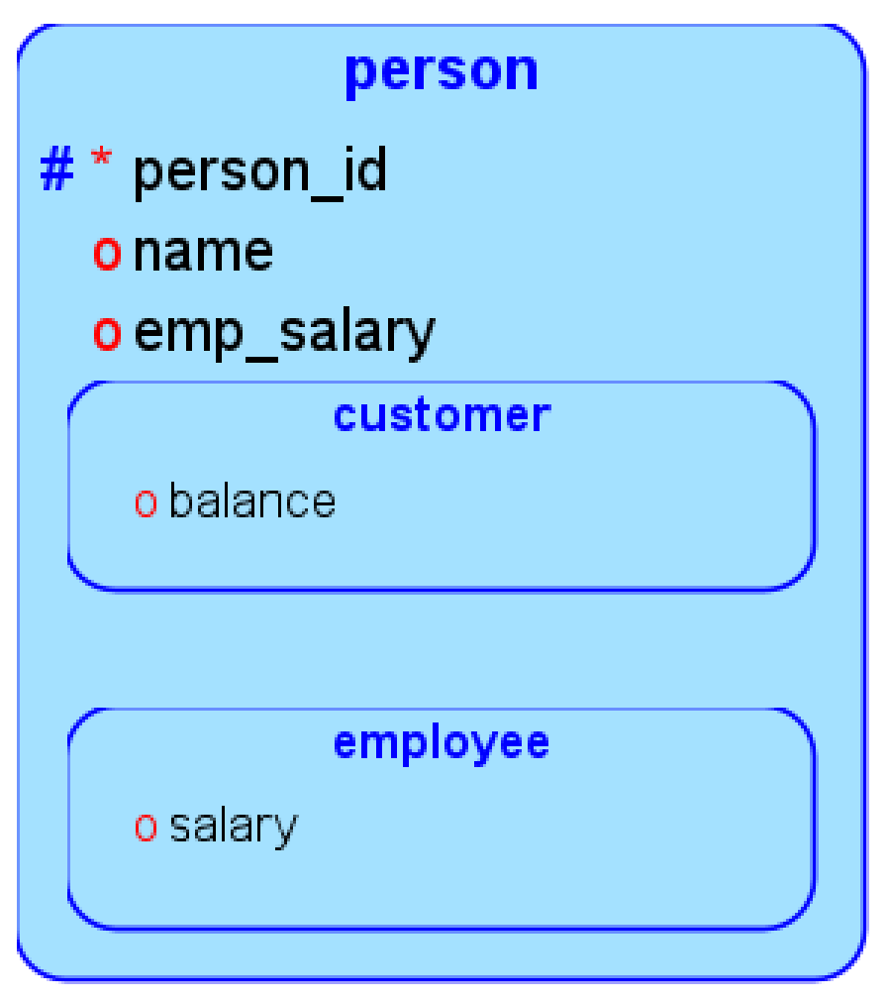 person
# * person_id
o name
o emp_salary
customer
o balance
employee
o salary